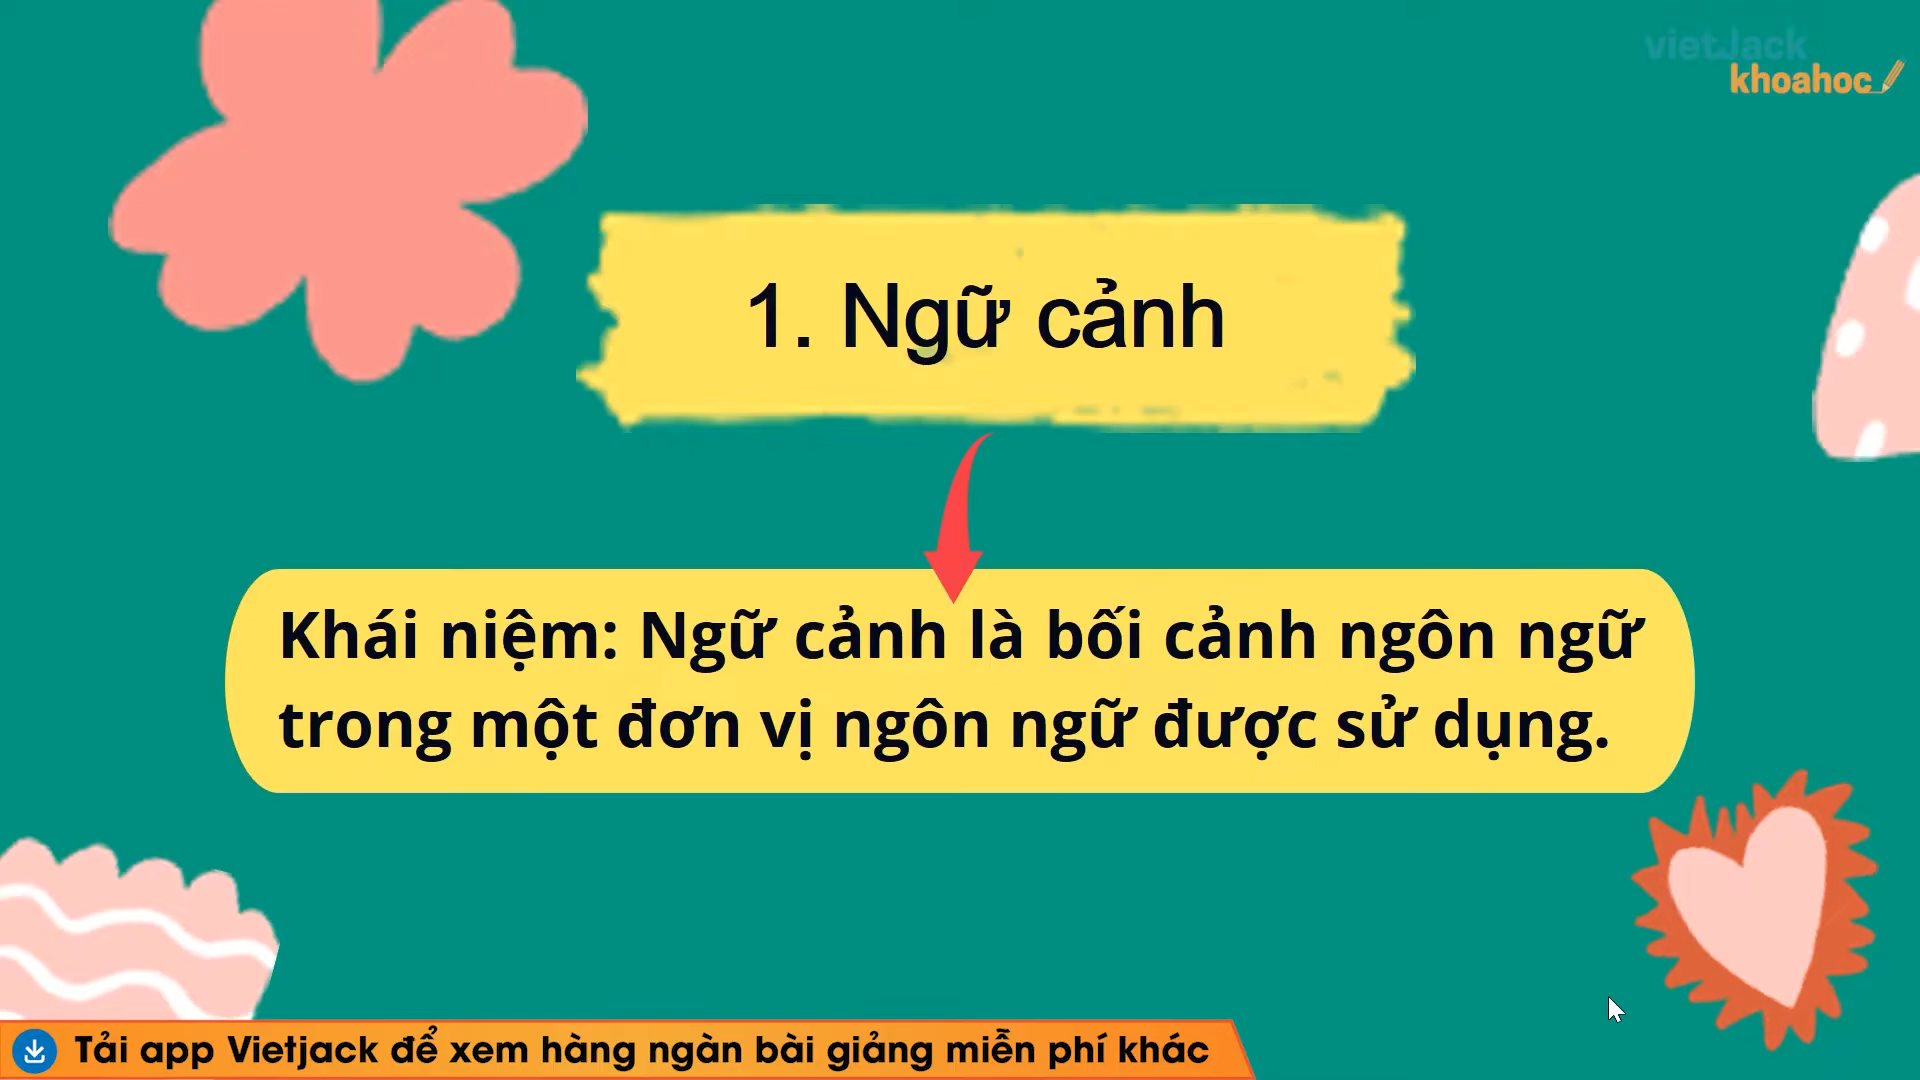 vietJack
khoahoc
1. Ngữ cảnh
Khái niệm: Ngữ cảnh là bối cảnh ngôn ngữ
trong một đơn vị ngôn ngữ được sử dụng.
Tải app Vietjack để xem hàng ngàn bài giảng miễn phí khác